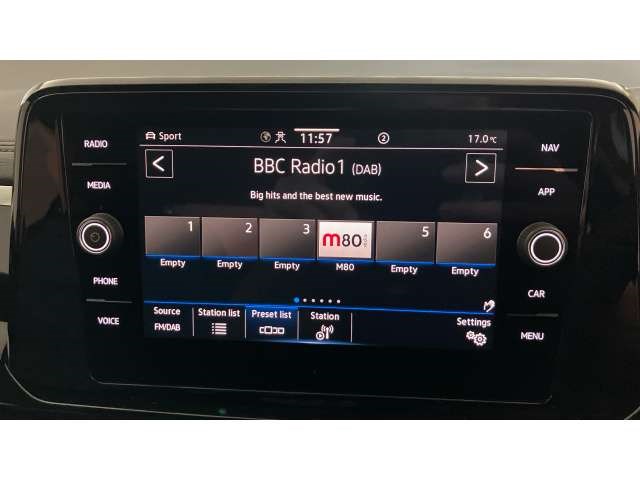 RADIO
MEDIA
PHONE
VOICE
Sport 11:57 2 17.0 °C
< BBC Radio1 (DAB) >
Big hits and the best new music.
1 2 3 m80 5 6
Empty Empty Empty M80 Empty Empty
Source Station list Preset list Station Settings
FM/DAB
NAV
APP
CAR
MENU